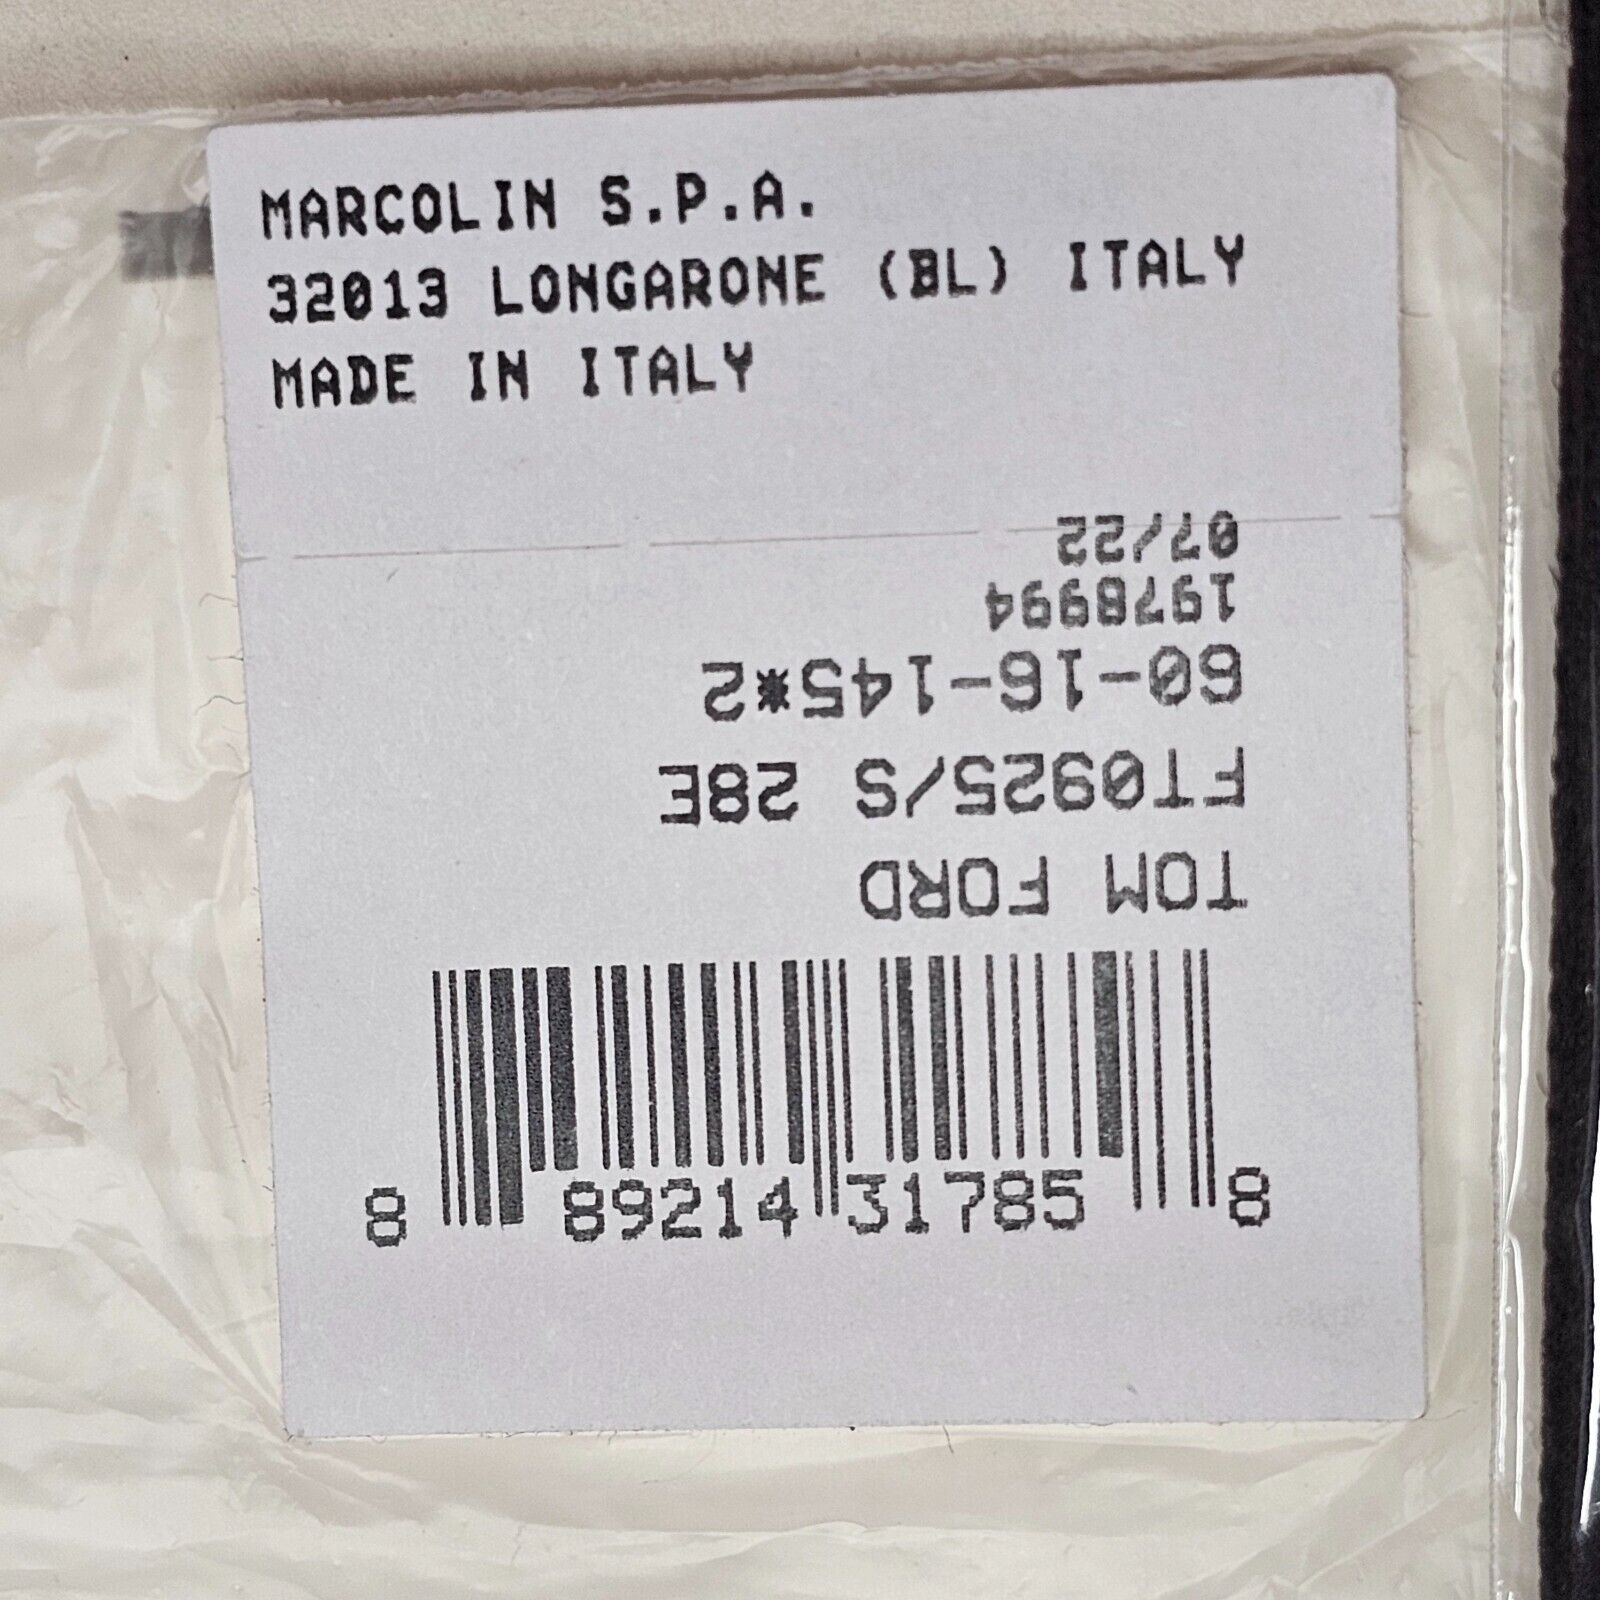 MARCOLIN S.P.A.
32013 LONGARONE (BL) ITALY
MADE IN ITALY
TOM FORD
FT0925/S 28E
60-16-145*2
1978994
07/22
8 89214 31785 8